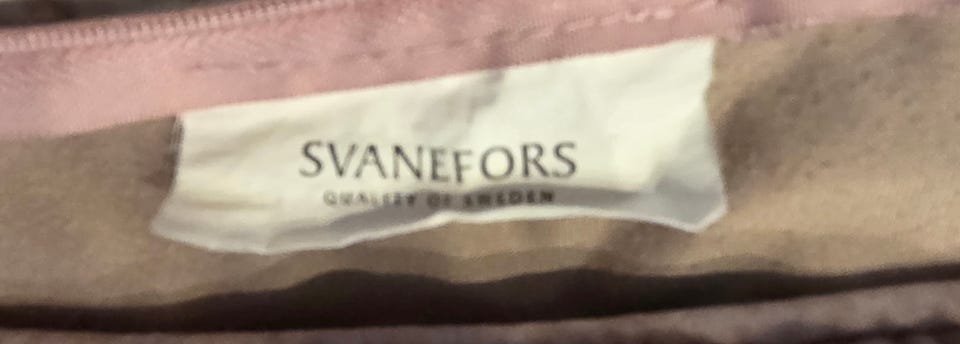 SVANEFORS
QUALITY OF SWEDEN